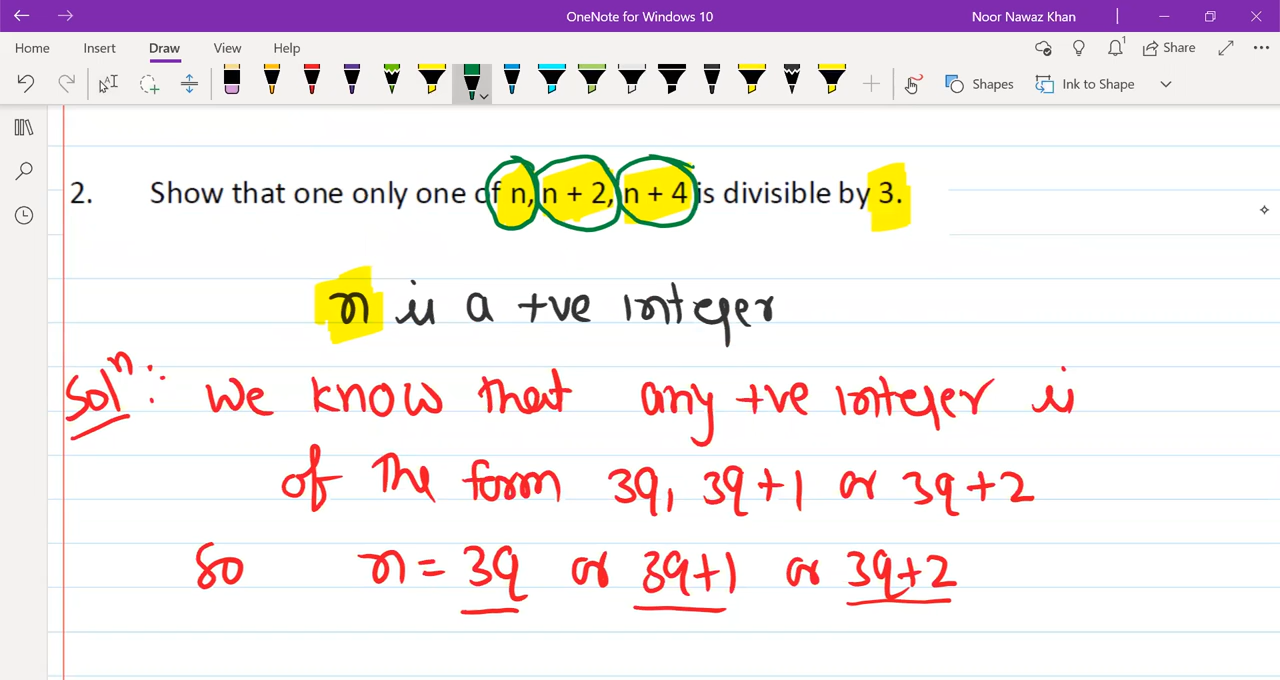 OneNote for Windows 10
Noor Nawaz Khan
Home Insert Draw View Help
1
Share
Shapes
Ink to Shape
2. Show that one only one of n, n + 2, n + 4 is divisible by 3.
n is a +ve integer
Solⁿ: We know that any +ve integer is
of the form 3q, 3q+1 or 3q+2
So n = 3q or 3q+1 or 3q+2